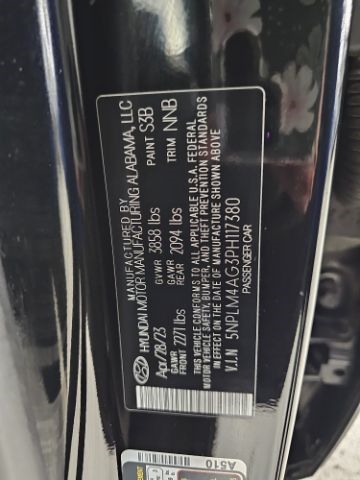 MANUFACTURED BY
HYUNDAI MOTOR MANUFACTURING ALABAMA, LLC
Apr/28/23 GVWR 3858 lbs PAINT S3B
GAWR FRONT 2271 lbs GAWR REAR 2094 lbs TRIM NNB
THIS VEHICLE CONFORMS TO ALL APPLICABLE U.S.A. FEDERAL
MOTOR VEHICLE SAFETY, BUMPER, AND THEFT PREVENTION STANDARDS
IN EFFECT ON THE DATE OF MANUFACTURE SHOWN ABOVE
V.I.N 5NPLM4AG3PH117380
PASSENGER CAR
A510